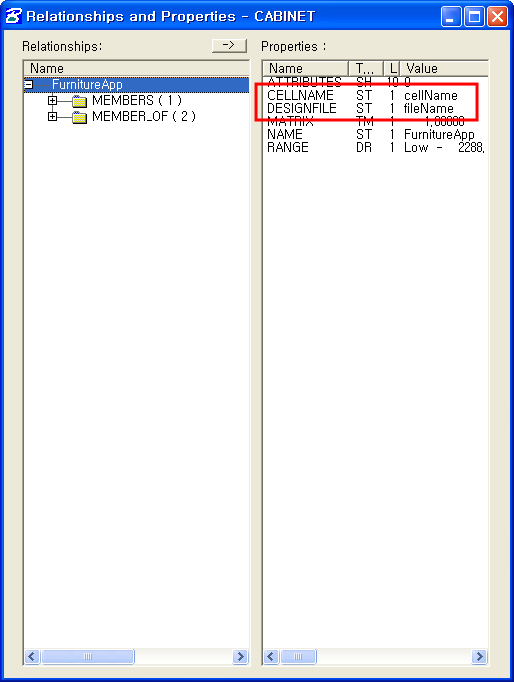 Relationships and Properties - CABINET
Relationships:
->
Properties :
Name
FurnitureApp
MEMBERS ( 1 )
MEMBER_OF ( 2 )
Name T... L Value
ATTRIBUTES SH 10 0
CELLNAME ST 1 cellName
DESIGNFILE ST 1 fileName
MATRIX TM 1 1,00000
NAME ST 1 FurnitureApp
RANGE DR 1 Low - 2288,